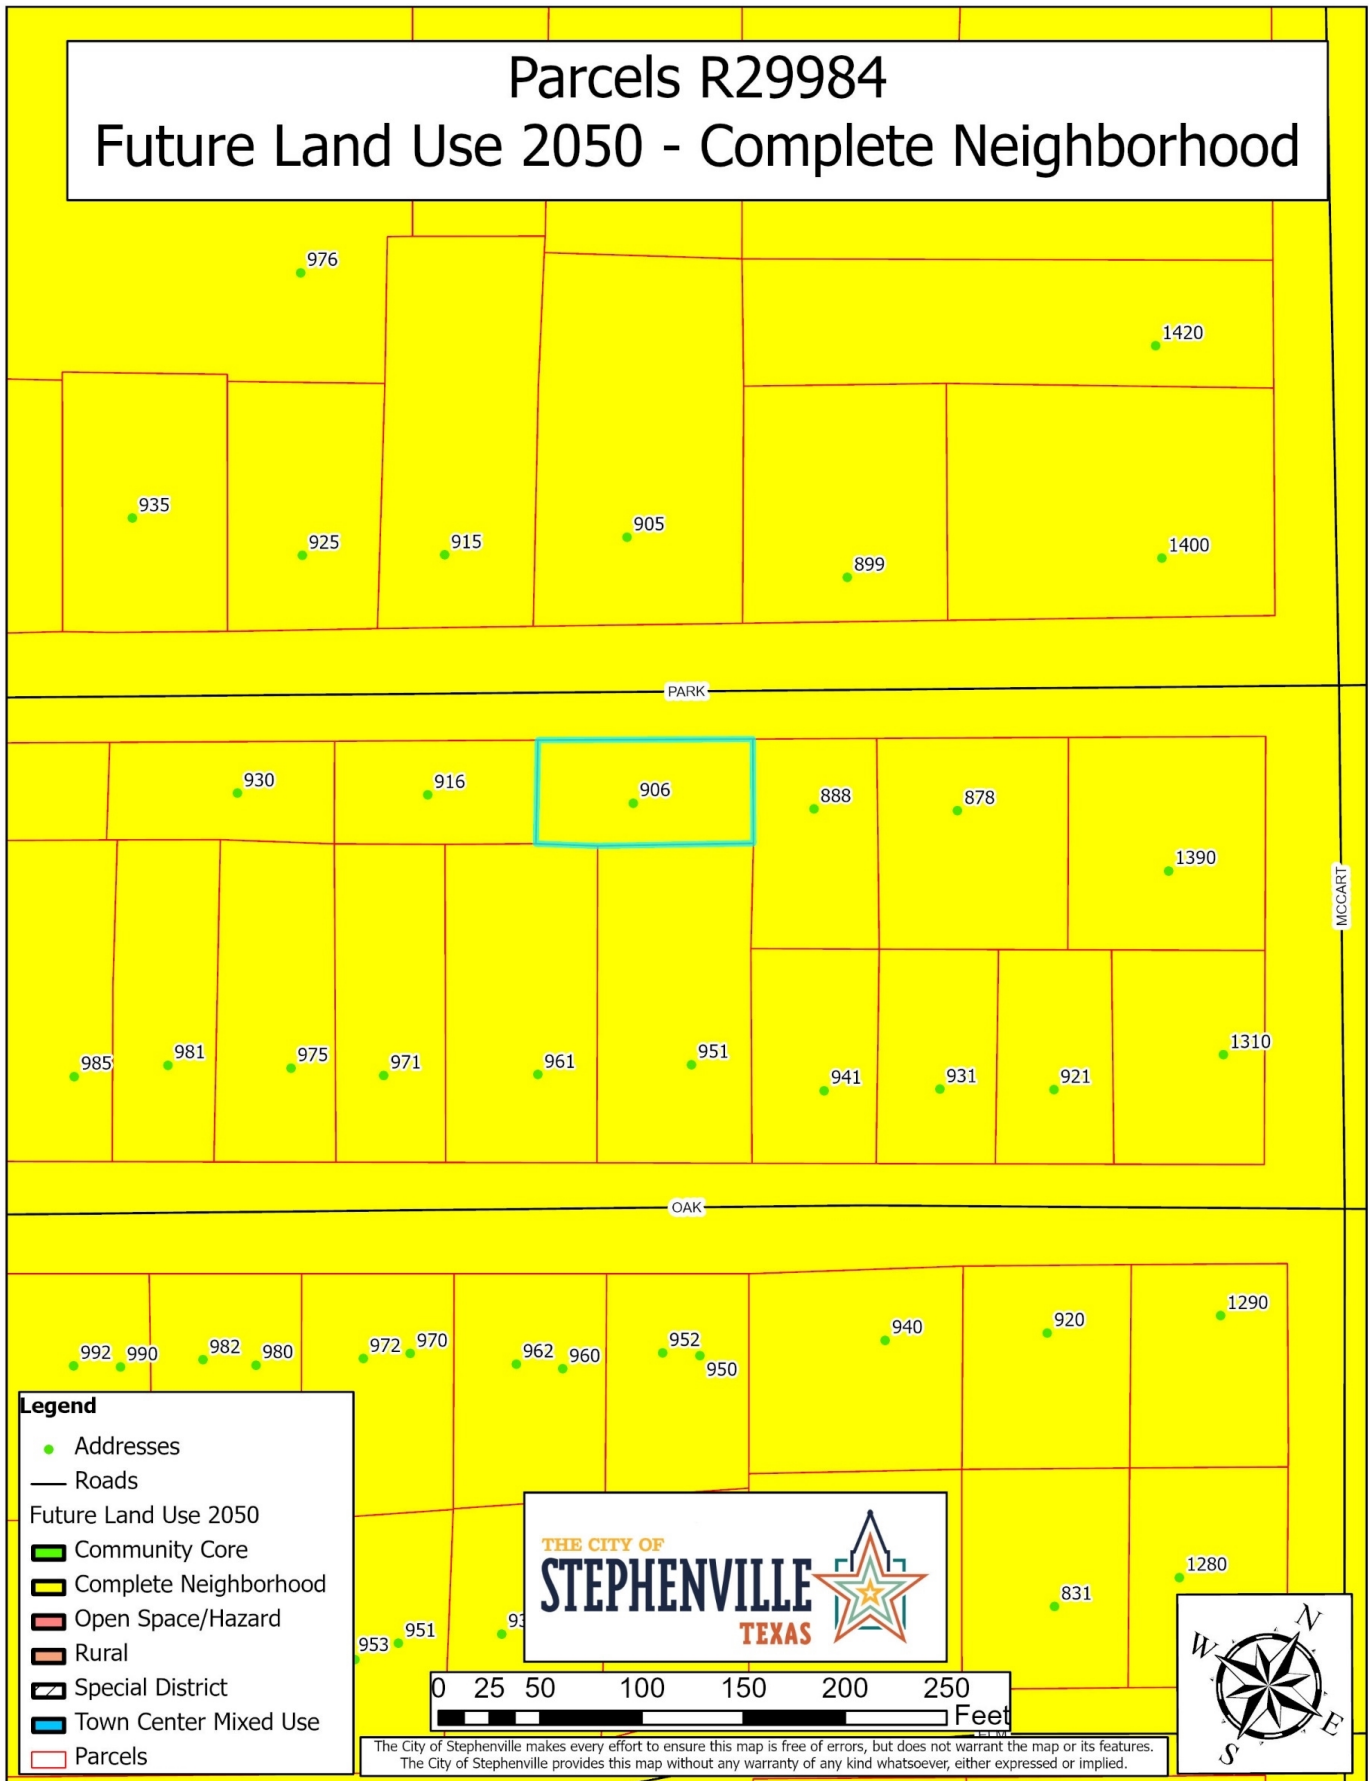 Parcels R29984
Future Land Use 2050 - Complete Neighborhood
976
1420
935
925
915
905
899
1400
PARK
930
916
906
888
878
1390
MCCART
985
981
975
971
961
951
941
931
921
1310
OAK
992
990
982
980
972
970
962
960
952
950
940
920
1290
831
1280
953
951
Legend
Addresses
Roads
Future Land Use 2050
Community Core
Complete Neighborhood
Open Space/Hazard
Rural
Special District
Town Center Mixed Use
Parcels
THE CITY OF
STEPHENVILLE
TEXAS
0 25 50 100 150 200 250
Feet
N
W
E
S
The City of Stephenville makes every effort to ensure this map is free of errors, but does not warrant the map or its features.
The City of Stephenville provides this map without any warranty of any kind whatsoever, either expressed or implied.